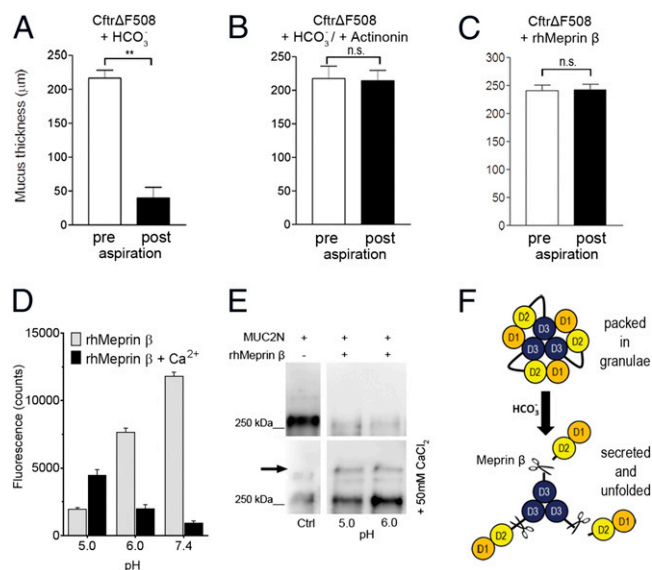 A
CftrΔF508
+ HCO₃⁻
**
Mucus thickness (µm)
250
200
150
100
50
0
pre post
aspiration
B
CftrΔF508
+ HCO₃⁻/ + Actinonin
n.s.
250
200
150
100
50
0
pre post
aspiration
C
CftrΔF508
+ rhMeprin β
n.s.
300
250
200
150
100
50
0
pre post
aspiration
D
Fluorescence (counts)
15000
10000
5000
0
rhMeprin β
rhMeprin β + Ca²⁺
5.0 6.0 7.4
pH
E
MUC2N + + +
rhMeprin β - + +
250 kDa
250 kDa
+ 50mM CaCl₂
Ctrl 5.0 6.0
pH
F
D2
D1
D1
D3
D3 D3
D2
D2
D1
packed
in
granulae
HCO₃⁻
Meprin β
D1
D2
secreted
and
unfolded
D3
D3 D3
D2
D1
D2
D1